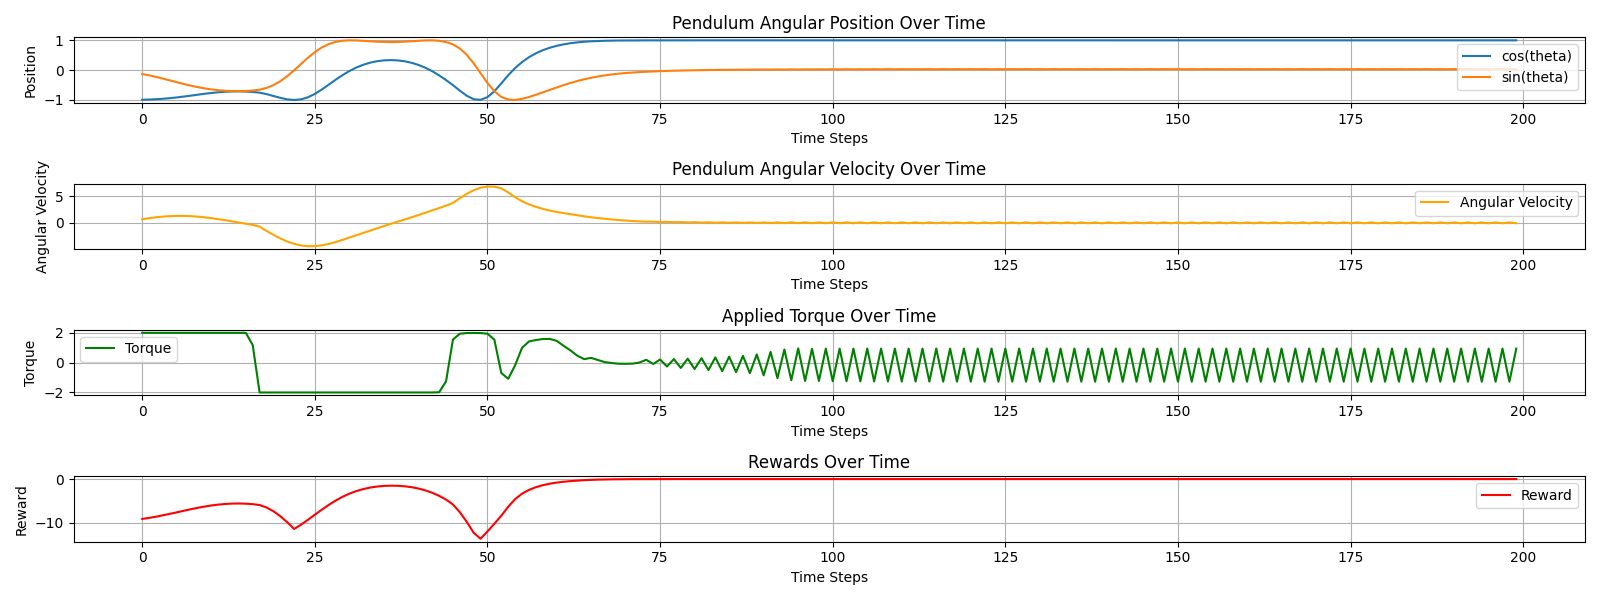 Pendulum Angular Position Over Time
Position
1
0
−1
cos(theta)
sin(theta)
0 25 50 75 100 125 150 175 200
Time Steps
Pendulum Angular Velocity Over Time
Angular Velocity
5
0
Angular Velocity
0 25 50 75 100 125 150 175 200
Time Steps
Applied Torque Over Time
Torque
2
0
−2
Torque
0 25 50 75 100 125 150 175 200
Time Steps
Rewards Over Time
Reward
0
−10
Reward
0 25 50 75 100 125 150 175 200
Time Steps